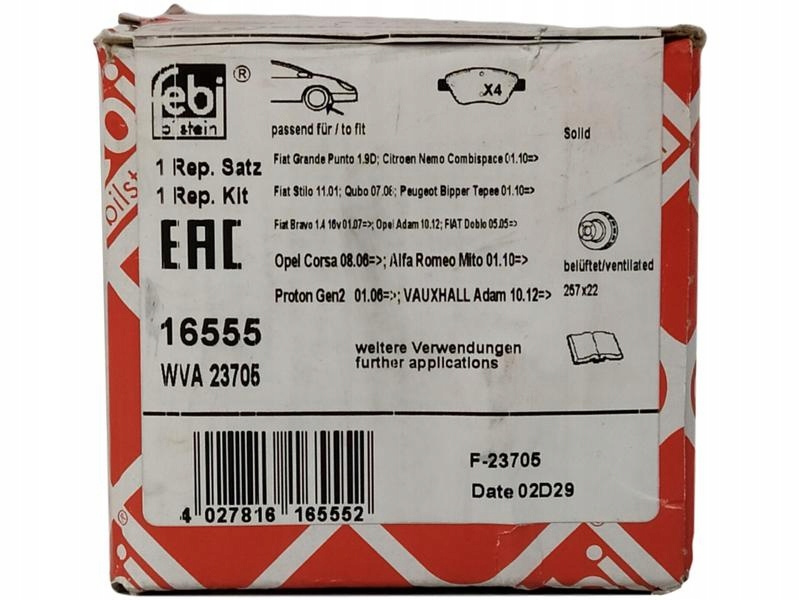 febi
bilstein
®
passend für / to fit
X4
Solid
1 Rep. Satz
1 Rep. Kit
EAC
Fiat Grande Punto 1.9D; Citroen Nemo Combispace 01.10=>
Fiat Stilo 11.01; Qubo 07.08; Peugeot Bipper Tepee 01.10=>
Fiat Bravo 1.4 16v 01.07=>; Opel Adam 10.12; FIAT Doblo 05.05=>
Opel Corsa 08.06=>; Alfa Romeo Mito 01.10=>
Proton Gen2 01.06=>; VAUXHALL Adam 10.12=>
belüftet/ventilated
257x22
16555
WVA 23705
weitere Verwendungen
further applications
F-23705
Date 02D29
4 027816 165552